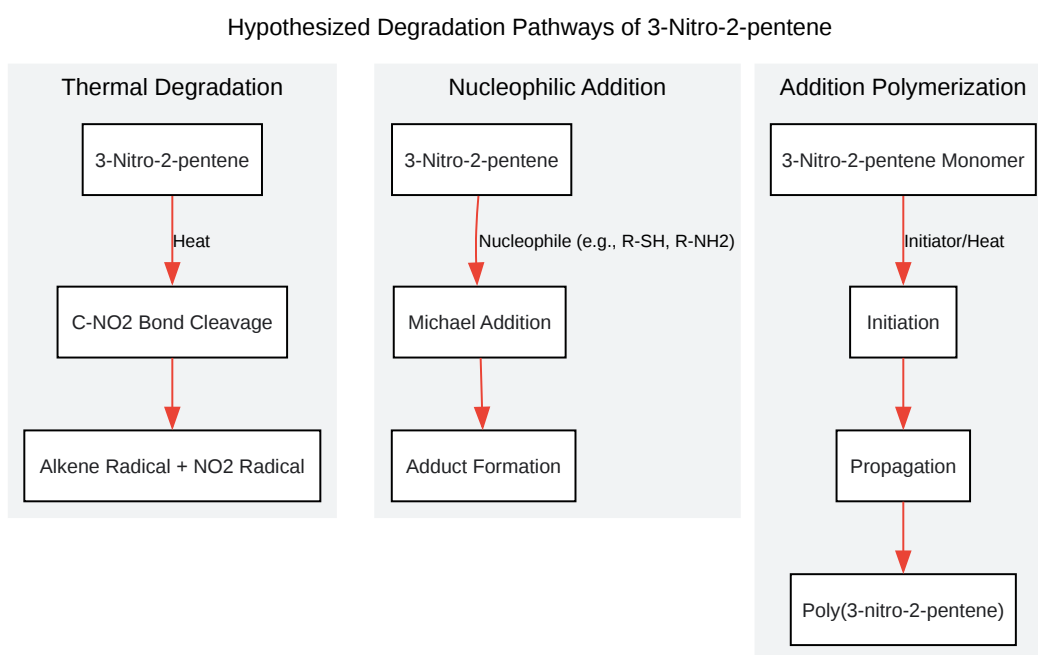 Hypothesized Degradation Pathways of 3-Nitro-2-pentene
Thermal Degradation
3-Nitro-2-pentene
Heat
C-NO2 Bond Cleavage
Alkene Radical + NO2 Radical
Nucleophilic Addition
3-Nitro-2-pentene
Nucleophile (e.g., R-SH, R-NH2)
Michael Addition
Adduct Formation
Addition Polymerization
3-Nitro-2-pentene Monomer
Initiator/Heat
Initiation
Propagation
Poly(3-nitro-2-pentene)